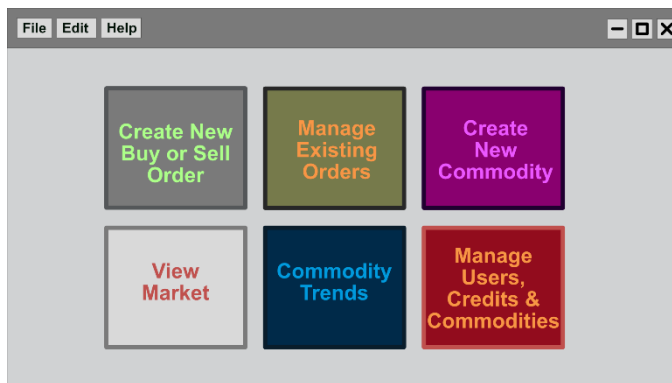 File Edit Help
Create New
Buy or Sell
Order
Manage
Existing
Orders
Create
New
Commodity
View
Market
Commodity
Trends
Manage
Users,
Credits &
Commodities